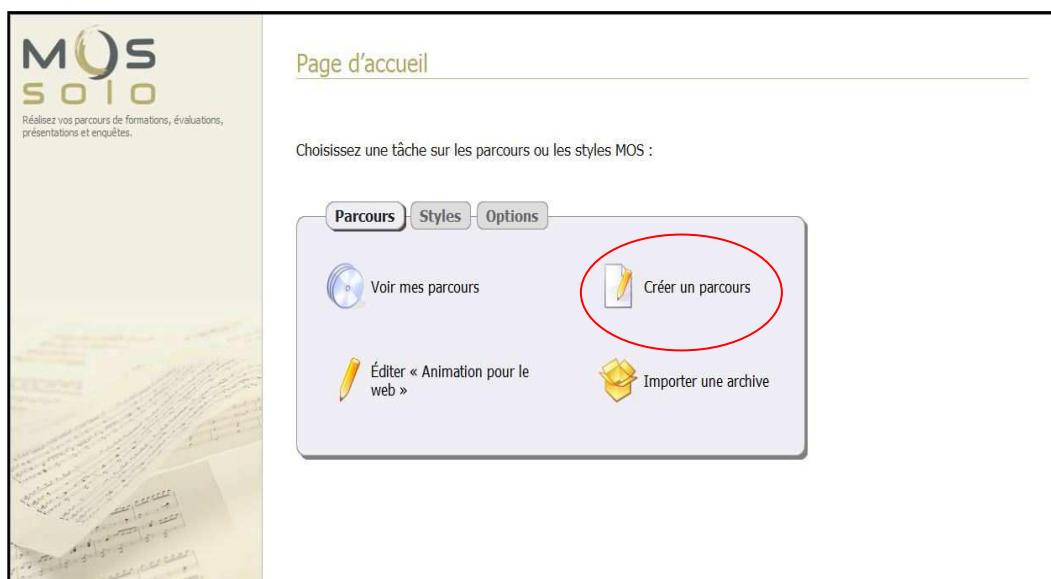 MOS
solo
Réalisez vos parcours de formations, évaluations,
présentations et enquêtes.
Page d'accueil
Choisissez une tâche sur les parcours ou les styles MOS :
Parcours Styles Options
Voir mes parcours
Créer un parcours
Éditer « Animation pour le
web »
Importer une archive